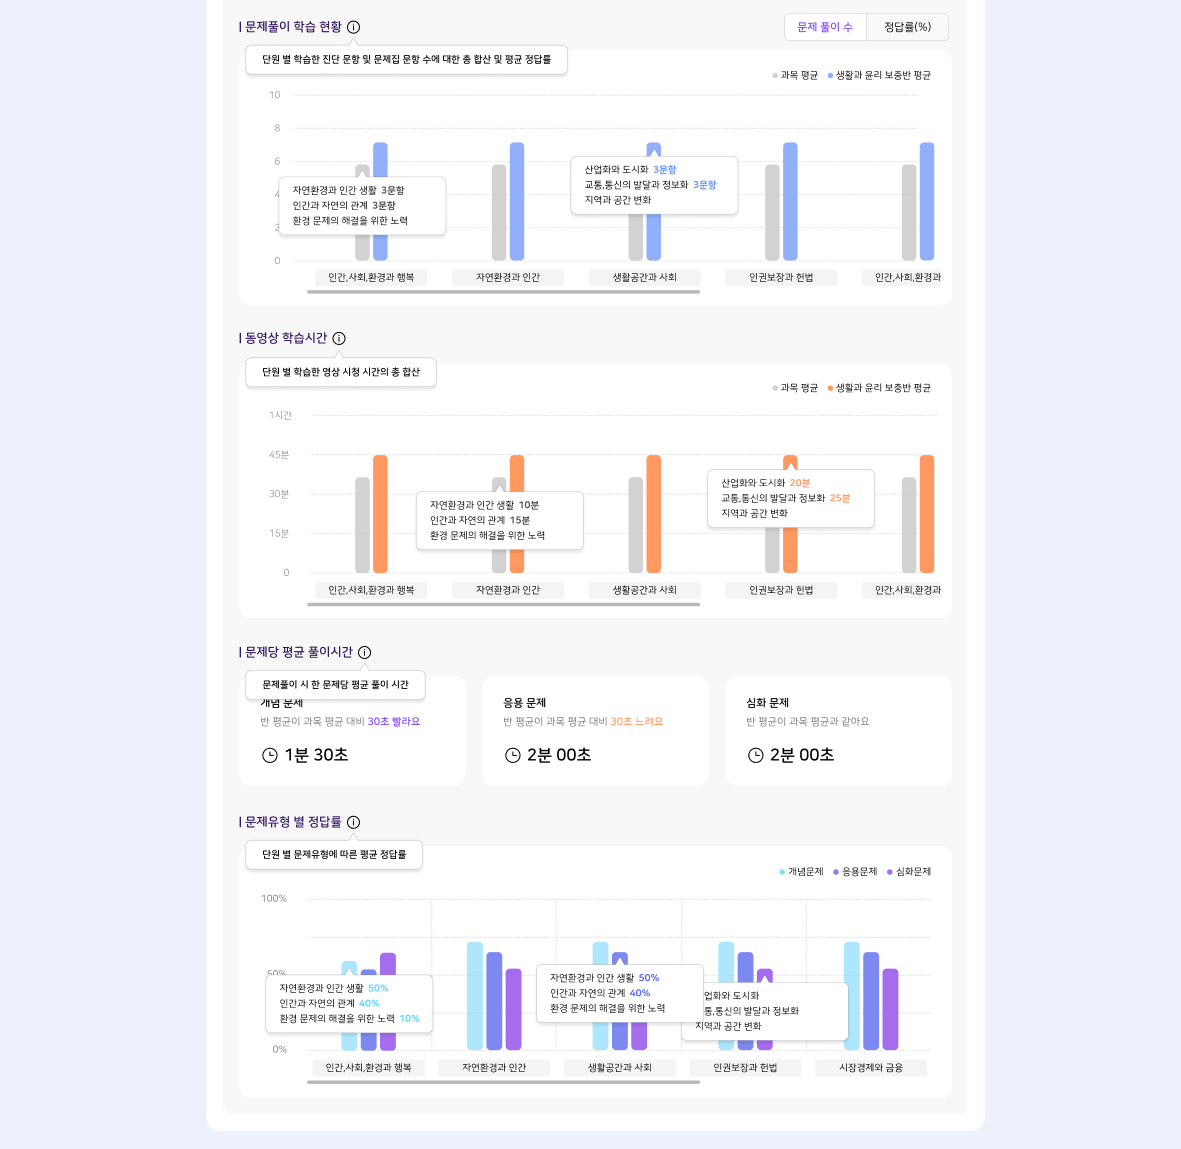 문제풀이 학습 현황
문제 풀이 수 정답률(%)
단원 별 학습한 진단 문항 및 문제집 문항 수에 대한 총 합산 및 평균 정답률
과목 평균 생활과 윤리 보충반 평균
10
8
6
4
2
0
자연환경과 인간 생활 3문항
인간과 자연의 관계 3문항
환경 문제의 해결을 위한 노력
산업화와 도시화 3문항
교통,통신의 발달과 정보화 3문항
지역과 공간 변화
인간,사회,환경과 행복 자연환경과 인간 생활공간과 사회 인권보장과 헌법 인간,사회,환경과
동영상 학습시간
단원 별 학습한 영상 시청 시간의 총 합산
과목 평균 생활과 윤리 보충반 평균
1시간
45분
30분
15분
0
자연환경과 인간 생활 10분
인간과 자연의 관계 15분
환경 문제의 해결을 위한 노력
산업화와 도시화 20분
교통,통신의 발달과 정보화 25분
지역과 공간 변화
인간,사회,환경과 행복 자연환경과 인간 생활공간과 사회 인권보장과 헌법 인간,사회,환경과
문제당 평균 풀이시간
문제풀이 시 한 문제당 평균 풀이 시간
개념 문제
반 평균이 과목 평균 대비 30초 빨라요
1분 30초
응용 문제
반 평균이 과목 평균 대비 30초 느려요
2분 00초
심화 문제
반 평균이 과목 평균과 같아요
2분 00초
문제유형 별 정답률
단원 별 문제유형에 따른 평균 정답률
개념문제 응용문제 심화문제
100%
50%
0%
자연환경과 인간 생활 50%
인간과 자연의 관계 40%
환경 문제의 해결을 위한 노력 10%
자연환경과 인간 생활 50%
인간과 자연의 관계 40%
환경 문제의 해결을 위한 노력
업화와 도시화
통,통신의 발달과 정보화
지역과 공간 변화
인간,사회,환경과 행복 자연환경과 인간 생활공간과 사회 인권보장과 헌법 시장경제와 금융